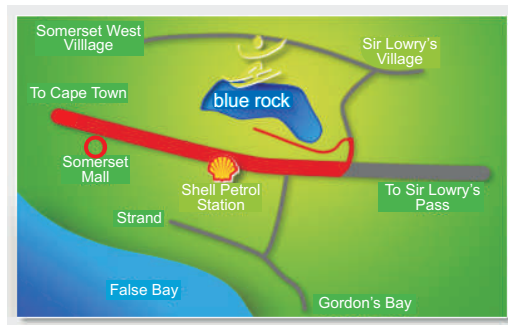 Somerset West
Villlage
Sir Lowry's
Village
To Cape Town
blue rock
Somerset
Mall
Shell Petrol
Station
To Sir Lowry's
Pass
Strand
False Bay
Gordon's Bay